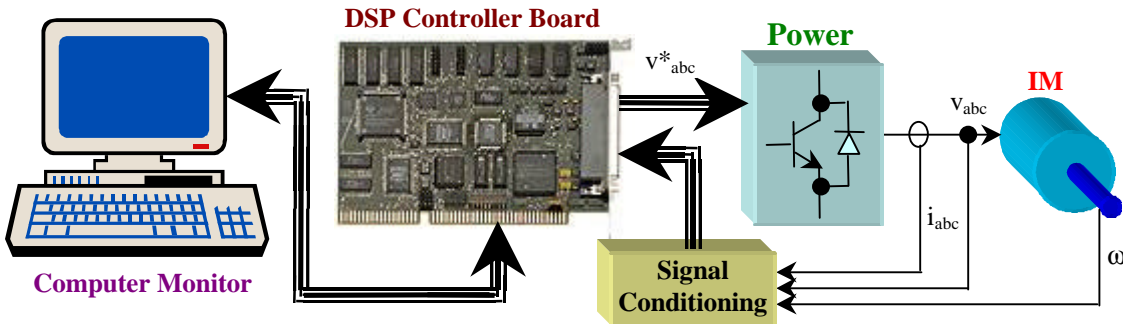 DSP Controller Board
Power
v*abc
IM
vabc
iabc
ω
Signal
Conditioning
Computer Monitor